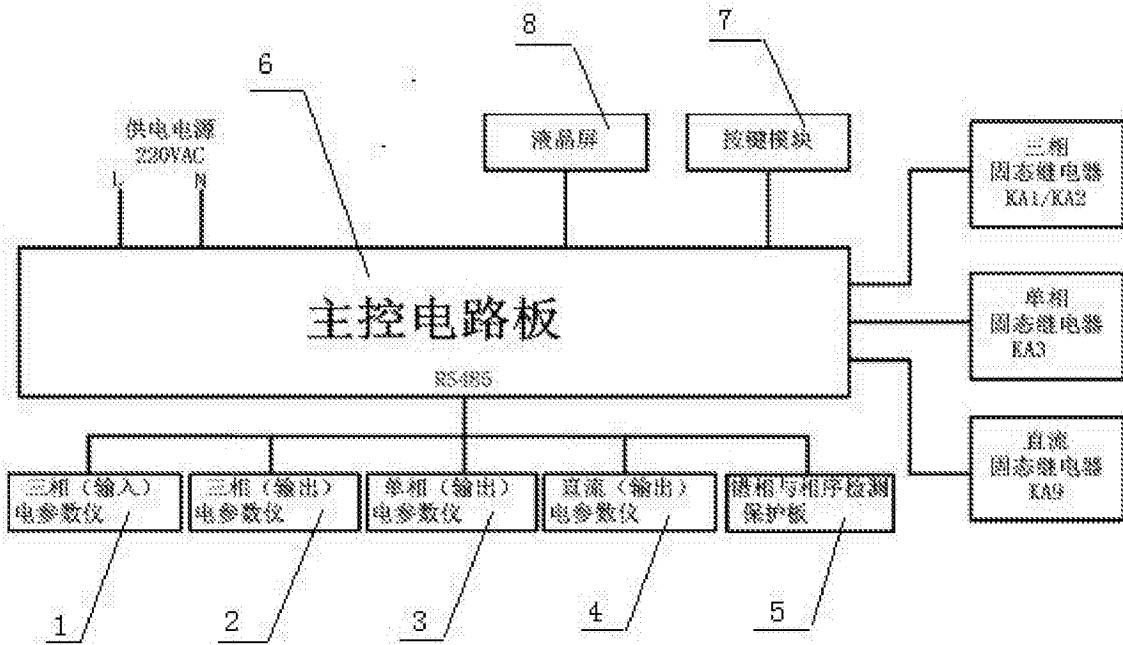 8
7
6
供电电源
220VAC
L N
液晶屏
按键模块
三相
固态继电器
KA1/KA2
主控电路板
RS485
单相
固态继电器
KA3
直流
固态继电器
KA9
三相（输入）
电参数仪
三相（输出）
电参数仪
单相（输出）
电参数仪
直流（输出）
电参数仪
相与相序检测
保护板
1
2
3
4
5